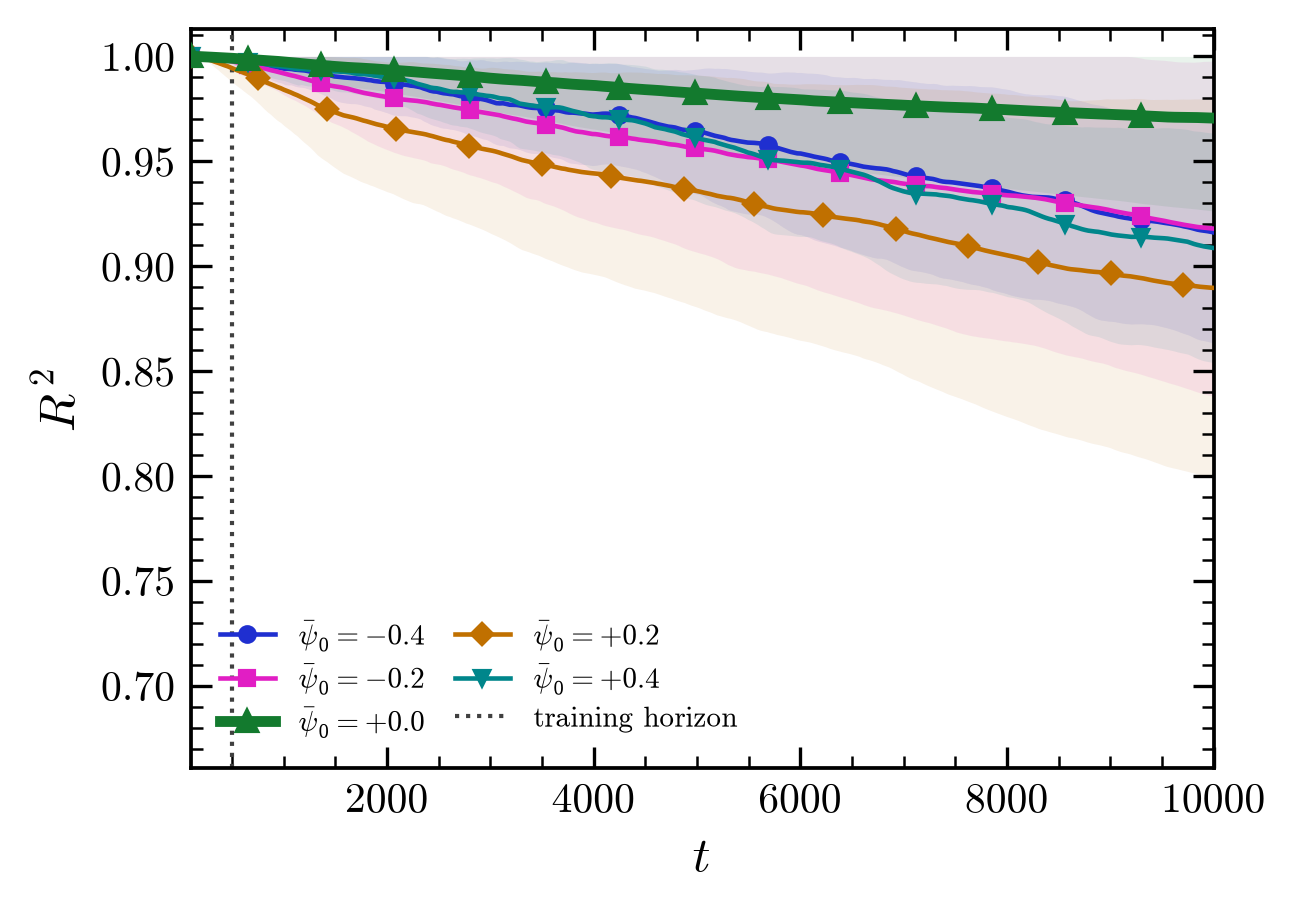 1.00
0.95
0.90
0.85
0.80
0.75
0.70
R²
ψ̄₀ = −0.4
ψ̄₀ = −0.2
ψ̄₀ = +0.0
ψ̄₀ = +0.2
ψ̄₀ = +0.4
training horizon
2000 4000 6000 8000 10000
t